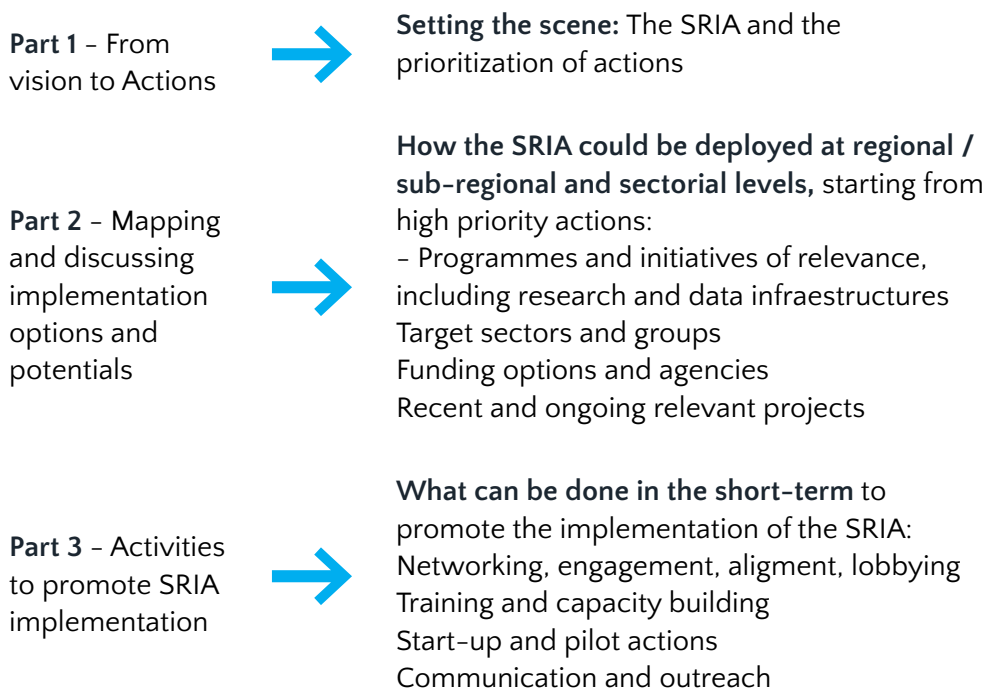 Part 1 – From
vision to Actions
Setting the scene: The SRIA and the
prioritization of actions
Part 2 – Mapping
and discussing
implementation
options and
potentials
How the SRIA could be deployed at regional /
sub-regional and sectorial levels, starting from
high priority actions:
– Programmes and initiatives of relevance,
including research and data infraestructures
Target sectors and groups
Funding options and agencies
Recent and ongoing relevant projects
Part 3 – Activities
to promote SRIA
implementation
What can be done in the short-term to
promote the implementation of the SRIA:
Networking, engagement, aligment, lobbying
Training and capacity building
Start-up and pilot actions
Communication and outreach